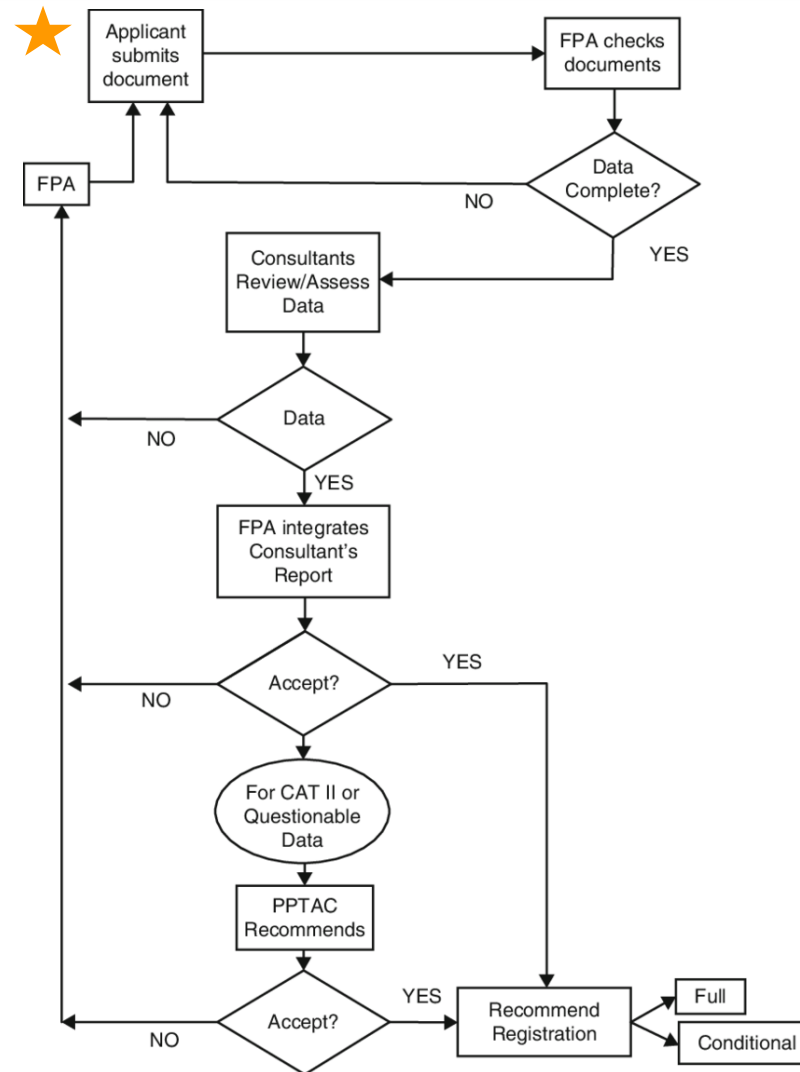 Applicant
submits
document
FPA checks
documents
FPA
Data
Complete?
NO
YES
Consultants
Review/Assess
Data
Data
NO
YES
FPA integrates
Consultant's
Report
Accept?
YES
NO
For CAT II or
Questionable
Data
PPTAC
Recommends
Accept?
YES
NO
Recommend
Registration
Full
Conditional